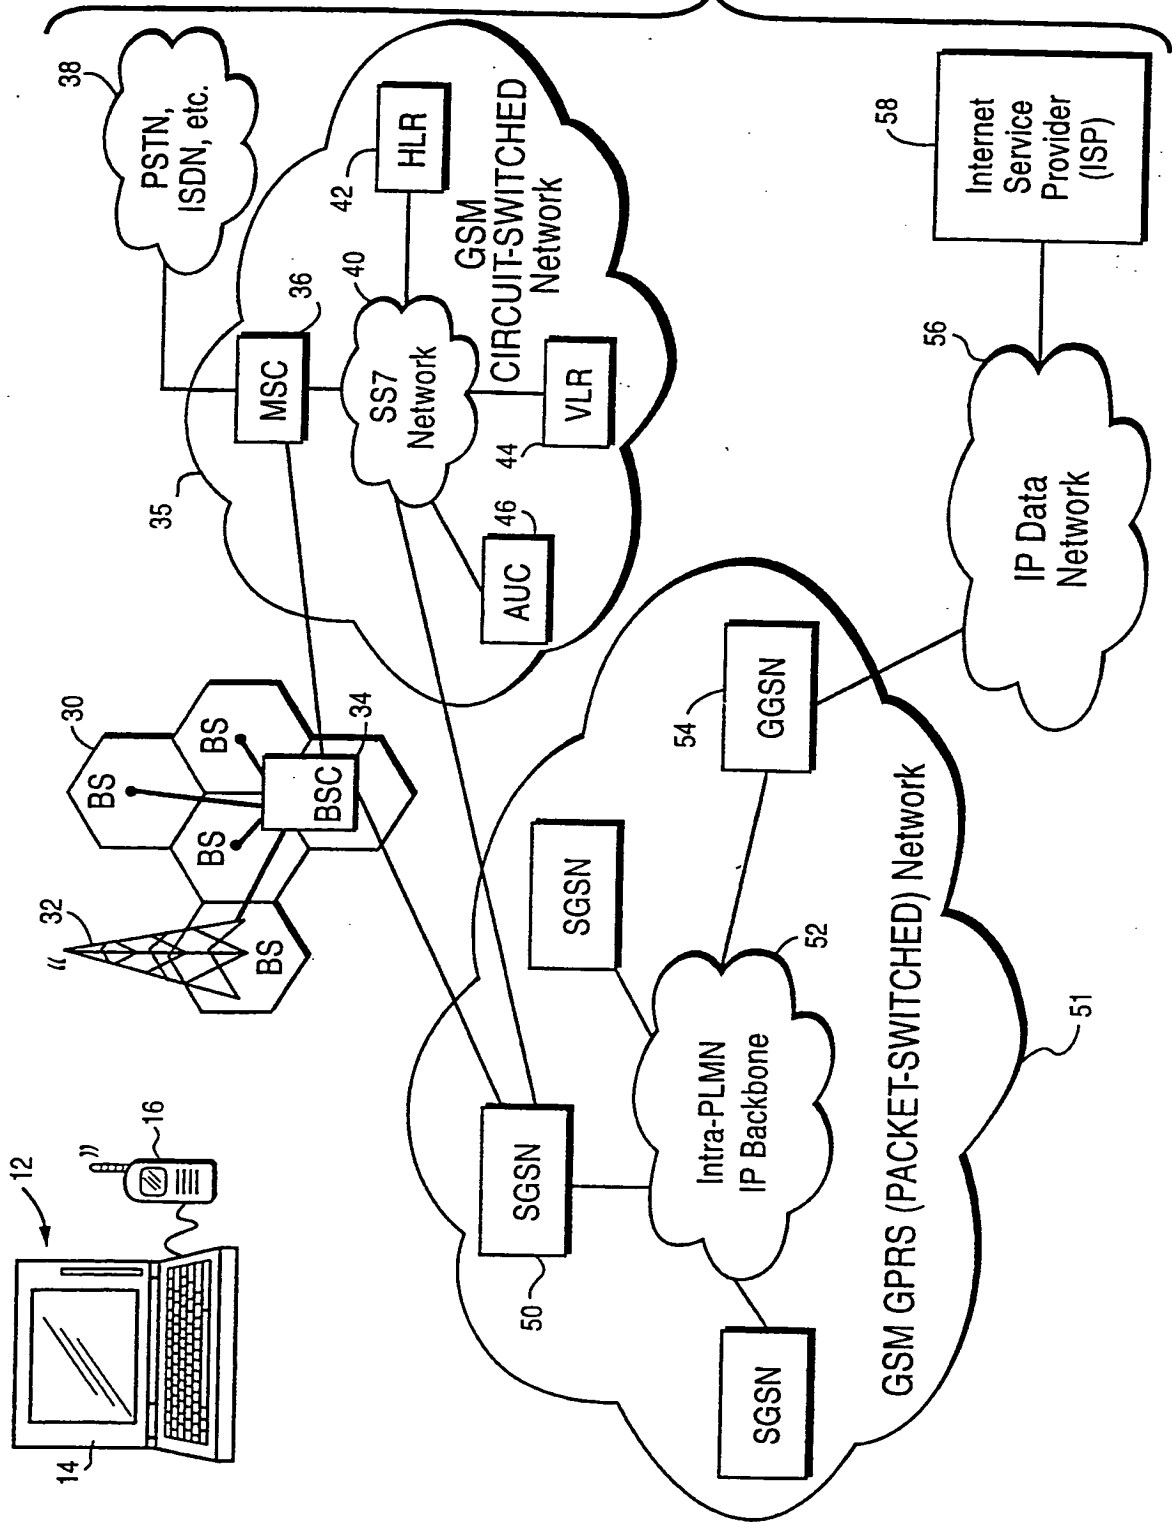 12
14
16
32
BS
BS
BS
BS
30
BSC
34
35
MSC
36
38
PSTN,
ISDN, etc.
SS7
Network
40
42
HLR
44
VLR
AUC
46
GSM
CIRCUIT-SWITCHED
Network
50
SGSN
SGSN
SGSN
Intra-PLMN
IP Backbone
52
54
GGSN
GSM GPRS (PACKET-SWITCHED) Network
51
56
IP Data
Network
58
Internet
Service
Provider
(ISP)